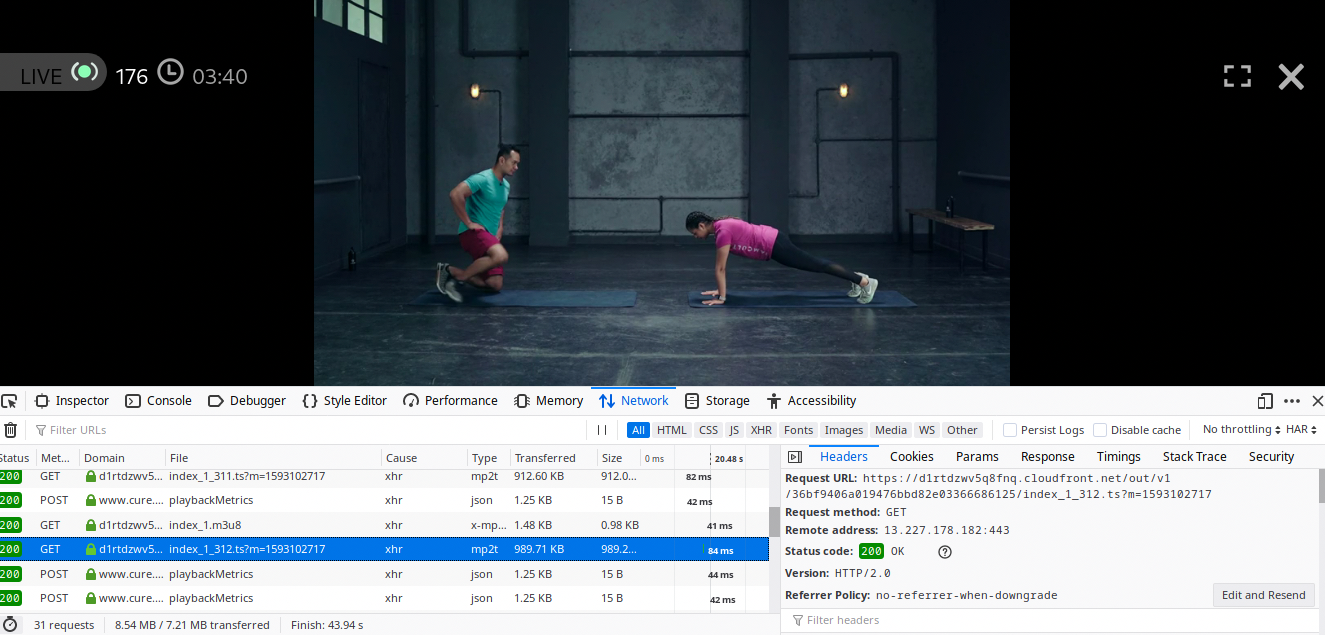 LIVE 176 03:40
Inspector Console Debugger {} Style Editor Performance Memory Network Storage Accessibility
Filter URLs All HTML CSS JS XHR Fonts Images Media WS Other Persist Logs Disable cache No throttling HAR
Status Met... Domain File Cause Type Transferred Size 0 ms 20.48 s
200 GET d1rtdzwv5... index_1_311.ts?m=1593102717 xhr mp2t 912.60 KB 912.0... 82 ms
200 POST www.cure.... playbackMetrics xhr json 1.25 KB 15 B 42 ms
200 GET d1rtdzwv5... index_1.m3u8 xhr x-mp... 1.48 KB 0.98 KB 41 ms
200 GET d1rtdzwv5... index_1_312.ts?m=1593102717 xhr mp2t 989.71 KB 989.2... 84 ms
200 POST www.cure.... playbackMetrics xhr json 1.25 KB 15 B 44 ms
200 POST www.cure.... playbackMetrics xhr json 1.25 KB 15 B 42 ms
31 requests 8.54 MB / 7.21 MB transferred Finish: 43.94 s
Headers Cookies Params Response Timings Stack Trace Security
Request URL: https://d1rtdzwv5q8fnq.cloudfront.net/out/v1
/36bf9406a019476bbd82e03366686125/index_1_312.ts?m=1593102717
Request method: GET
Remote address: 13.227.178.182:443
Status code: 200 OK
Version: HTTP/2.0
Referrer Policy: no-referrer-when-downgrade Edit and Resend
Filter headers